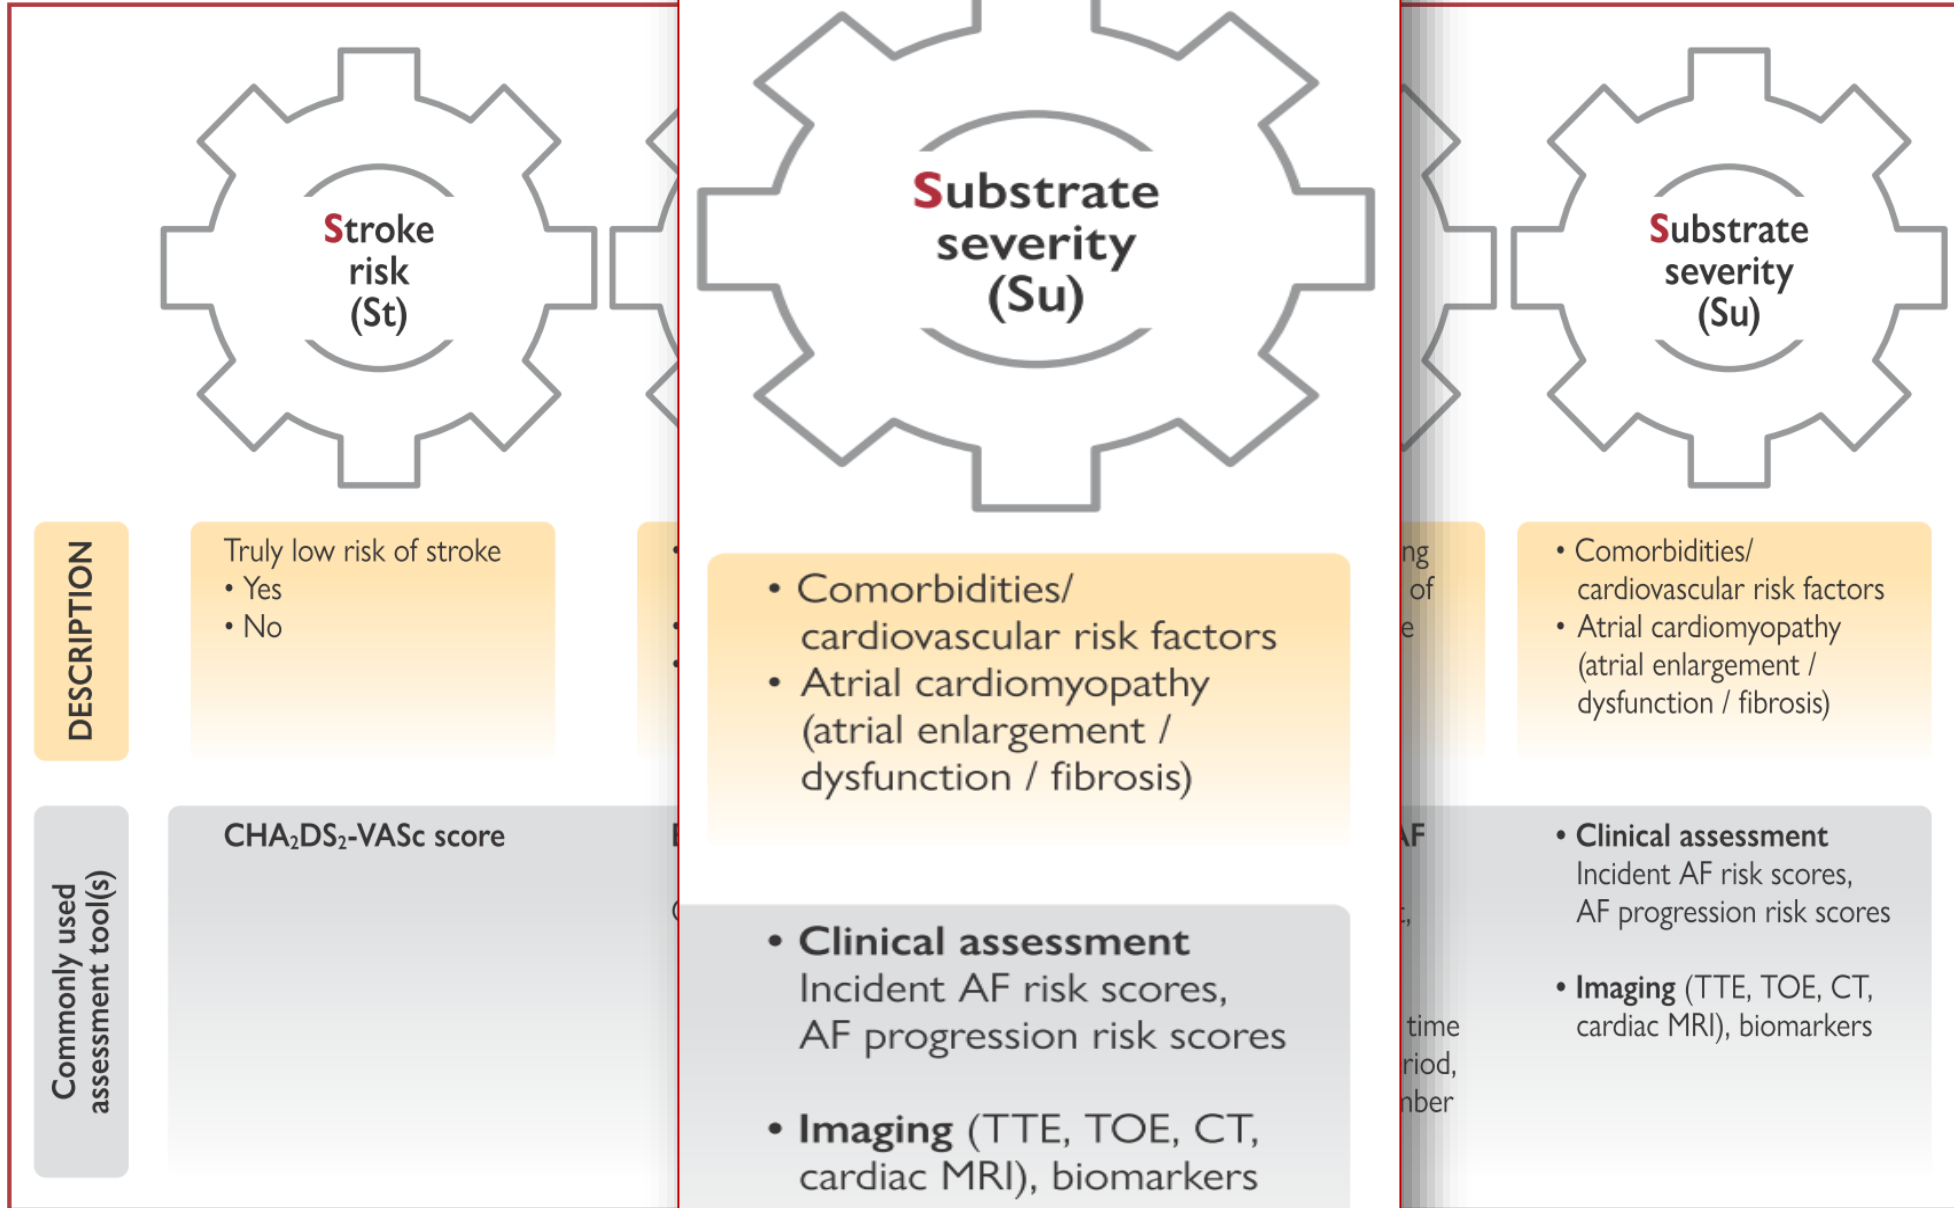 Stroke
risk
(St)
Substrate
severity
(Su)
Substrate
severity
(Su)
DESCRIPTION
Truly low risk of stroke
• Yes
• No
• Comorbidities/
cardiovascular risk factors
• Atrial cardiomyopathy
(atrial enlargement /
dysfunction / fibrosis)
of
• Comorbidities/
cardiovascular risk factors
• Atrial cardiomyopathy
(atrial enlargement /
dysfunction / fibrosis)
Commonly used
assessment tool(s)
CHA₂DS₂-VASc score
• Clinical assessment
Incident AF risk scores,
AF progression risk scores
• Imaging (TTE, TOE, CT,
cardiac MRI), biomarkers
time
• Clinical assessment
Incident AF risk scores,
AF progression risk scores
• Imaging (TTE, TOE, CT,
cardiac MRI), biomarkers